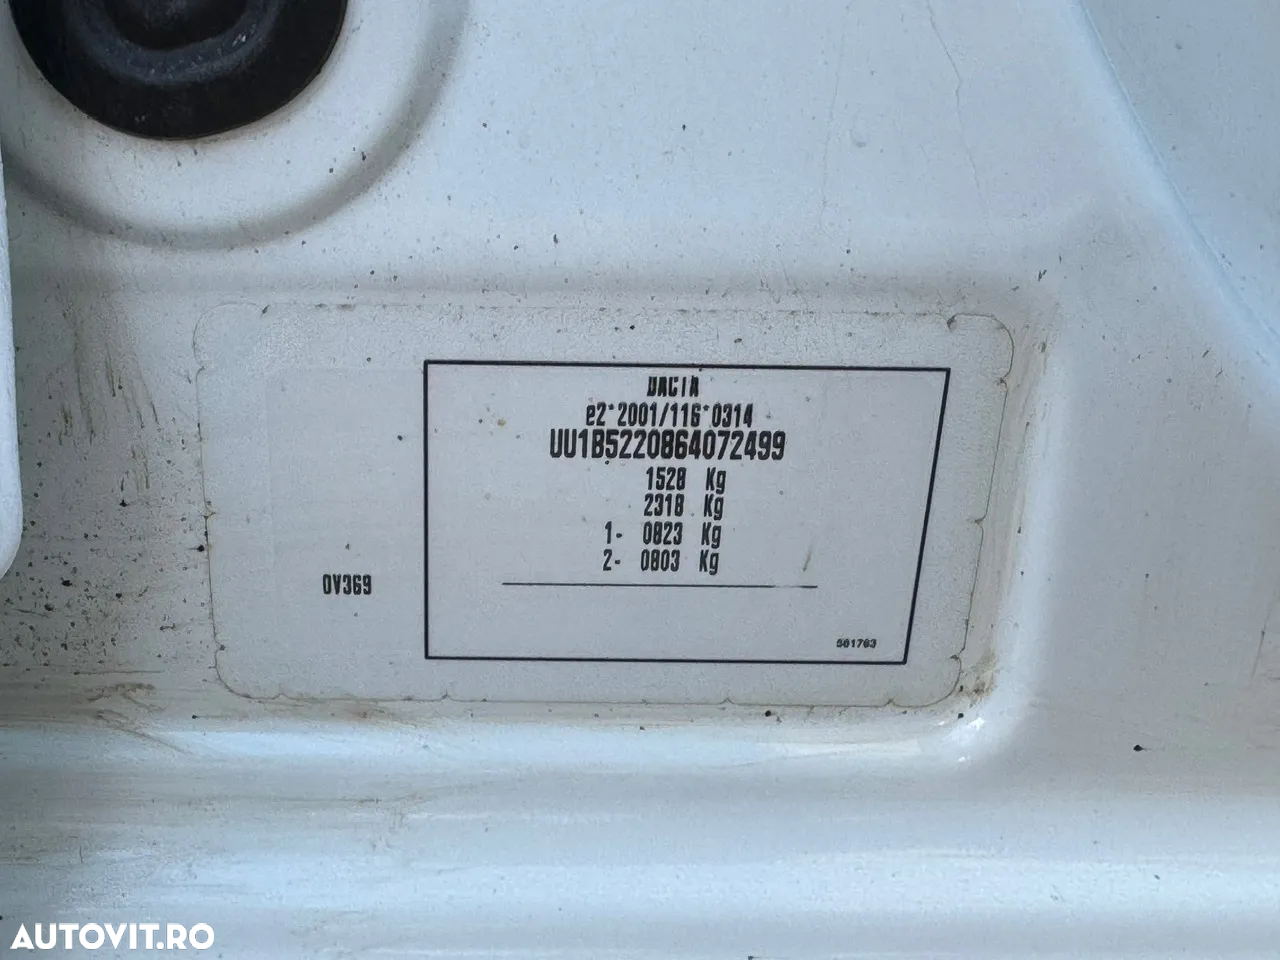 DACIA
e2*2001/116*0314
UU1B5220864072499
1528 Kg
2318 Kg
1- 0823 Kg
2- 0803 Kg
0V369
561763
AUTOVIT.RO